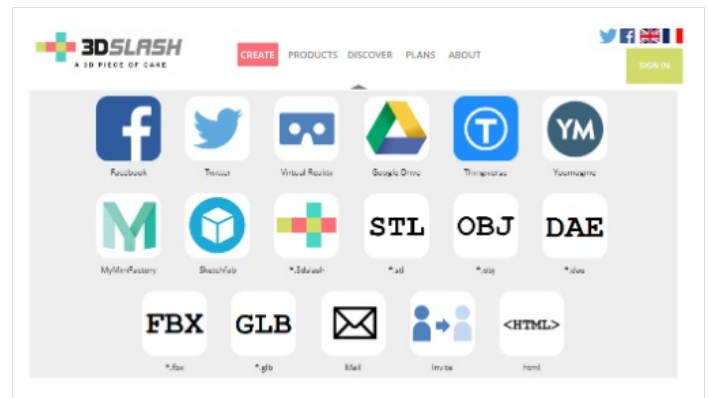 3DSLASH
A 3D PIECE OF CAKE
CREATE PRODUCTS DISCOVER PLANS ABOUT
SIGN IN
f
T
YM
Facebook Twitter Virtual Reality Google Drive Thingiverse Youmagine
M
STL OBJ DAE
MyMiniFactory Sketchfab *.3dslash *.stl *.obj *.dae
FBX GLB <HTML>
*.fbx *.glb Mail Invite html